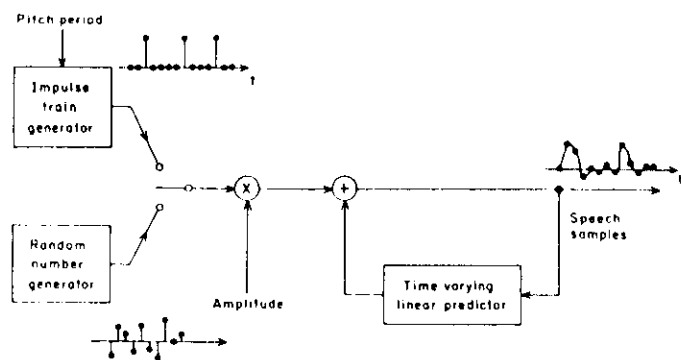 Pitch period
Impulse
train
generator
t
Random
number
generator
X
+
Amplitude
Time varying
linear predictor
Speech
samples